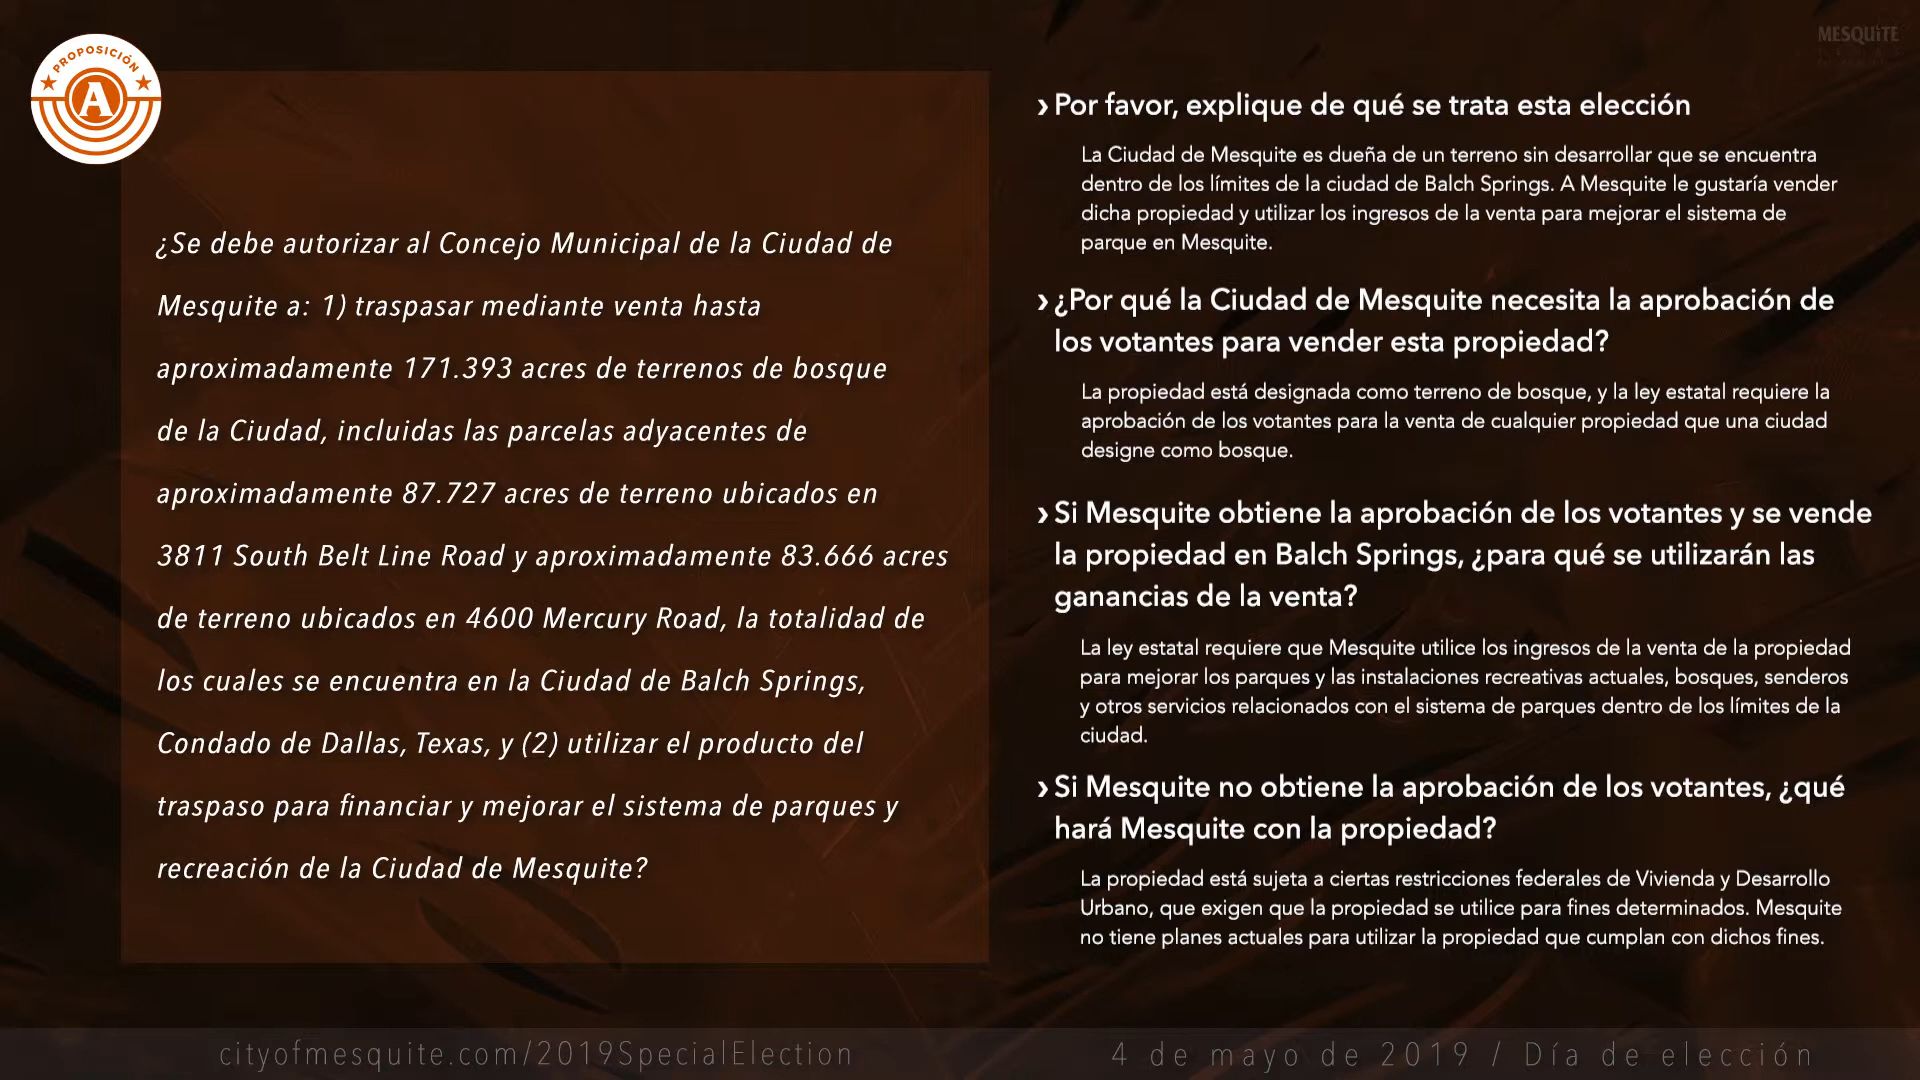 PROPOSICIÓN
A
MESQUITE
¿Se debe autorizar al Concejo Municipal de la Ciudad de
Mesquite a: 1) traspasar mediante venta hasta
aproximadamente 171.393 acres de terrenos de bosque
de la Ciudad, incluidas las parcelas adyacentes de
aproximadamente 87.727 acres de terreno ubicados en
3811 South Belt Line Road y aproximadamente 83.666 acres
de terreno ubicados en 4600 Mercury Road, la totalidad de
los cuales se encuentra en la Ciudad de Balch Springs,
Condado de Dallas, Texas, y (2) utilizar el producto del
traspaso para financiar y mejorar el sistema de parques y
recreación de la Ciudad de Mesquite?
› Por favor, explique de qué se trata esta elección
La Ciudad de Mesquite es dueña de un terreno sin desarrollar que se encuentra
dentro de los límites de la ciudad de Balch Springs. A Mesquite le gustaría vender
dicha propiedad y utilizar los ingresos de la venta para mejorar el sistema de
parque en Mesquite.
› ¿Por qué la Ciudad de Mesquite necesita la aprobación de
los votantes para vender esta propiedad?
La propiedad está designada como terreno de bosque, y la ley estatal requiere la
aprobación de los votantes para la venta de cualquier propiedad que una ciudad
designe como bosque.
› Si Mesquite obtiene la aprobación de los votantes y se vende
la propiedad en Balch Springs, ¿para qué se utilizarán las
ganancias de la venta?
La ley estatal requiere que Mesquite utilice los ingresos de la venta de la propiedad
para mejorar los parques y las instalaciones recreativas actuales, bosques, senderos
y otros servicios relacionados con el sistema de parques dentro de los límites de la
ciudad.
› Si Mesquite no obtiene la aprobación de los votantes, ¿qué
hará Mesquite con la propiedad?
La propiedad está sujeta a ciertas restricciones federales de Vivienda y Desarrollo
Urbano, que exigen que la propiedad se utilice para fines determinados. Mesquite
no tiene planes actuales para utilizar la propiedad que cumplan con dichos fines.
cityofmesquite.com/2019SpecialElection
4 de mayo de 2019 / Día de elección